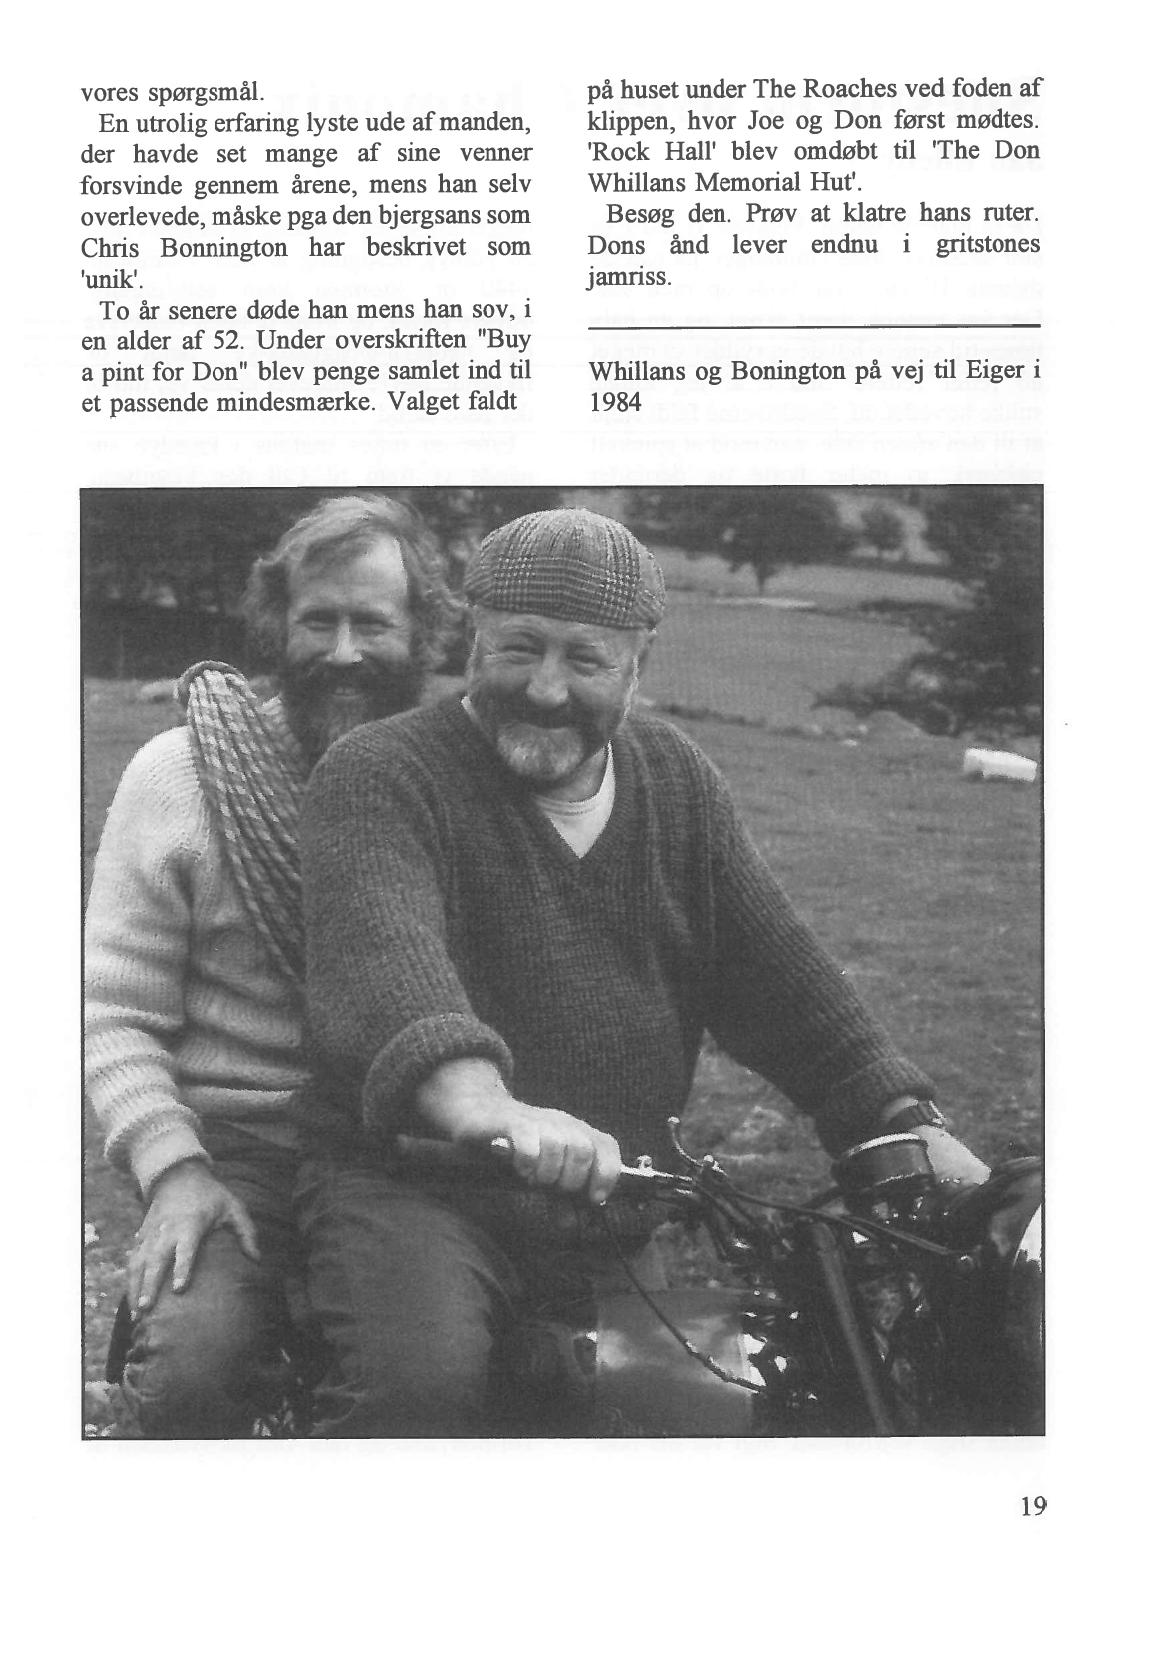 vores spørgsmål.
En utrolig erfaring lyste ude af manden,
der havde set mange af sine venner
forsvinde gennem årene, mens han selv
overlevede, måske pga den bjergsans som
Chris Bonnington har beskrevet som
'unik'.
To år senere døde han mens han sov, i
en alder af 52. Under overskriften "Buy
a pint for Don" blev penge samlet ind til
et passende mindesmærke. Valget faldt
på huset under The Roaches ved foden af
klippen, hvor Joe og Don først mødtes.
'Rock Hall' blev omdøbt til 'The Don
Whillans Memorial Hut'.
Besøg den. Prøv at klatre hans ruter.
Dons ånd lever endnu i gritstones
jamriss.
Whillans og Bonington på vej til Eiger i
1984
19